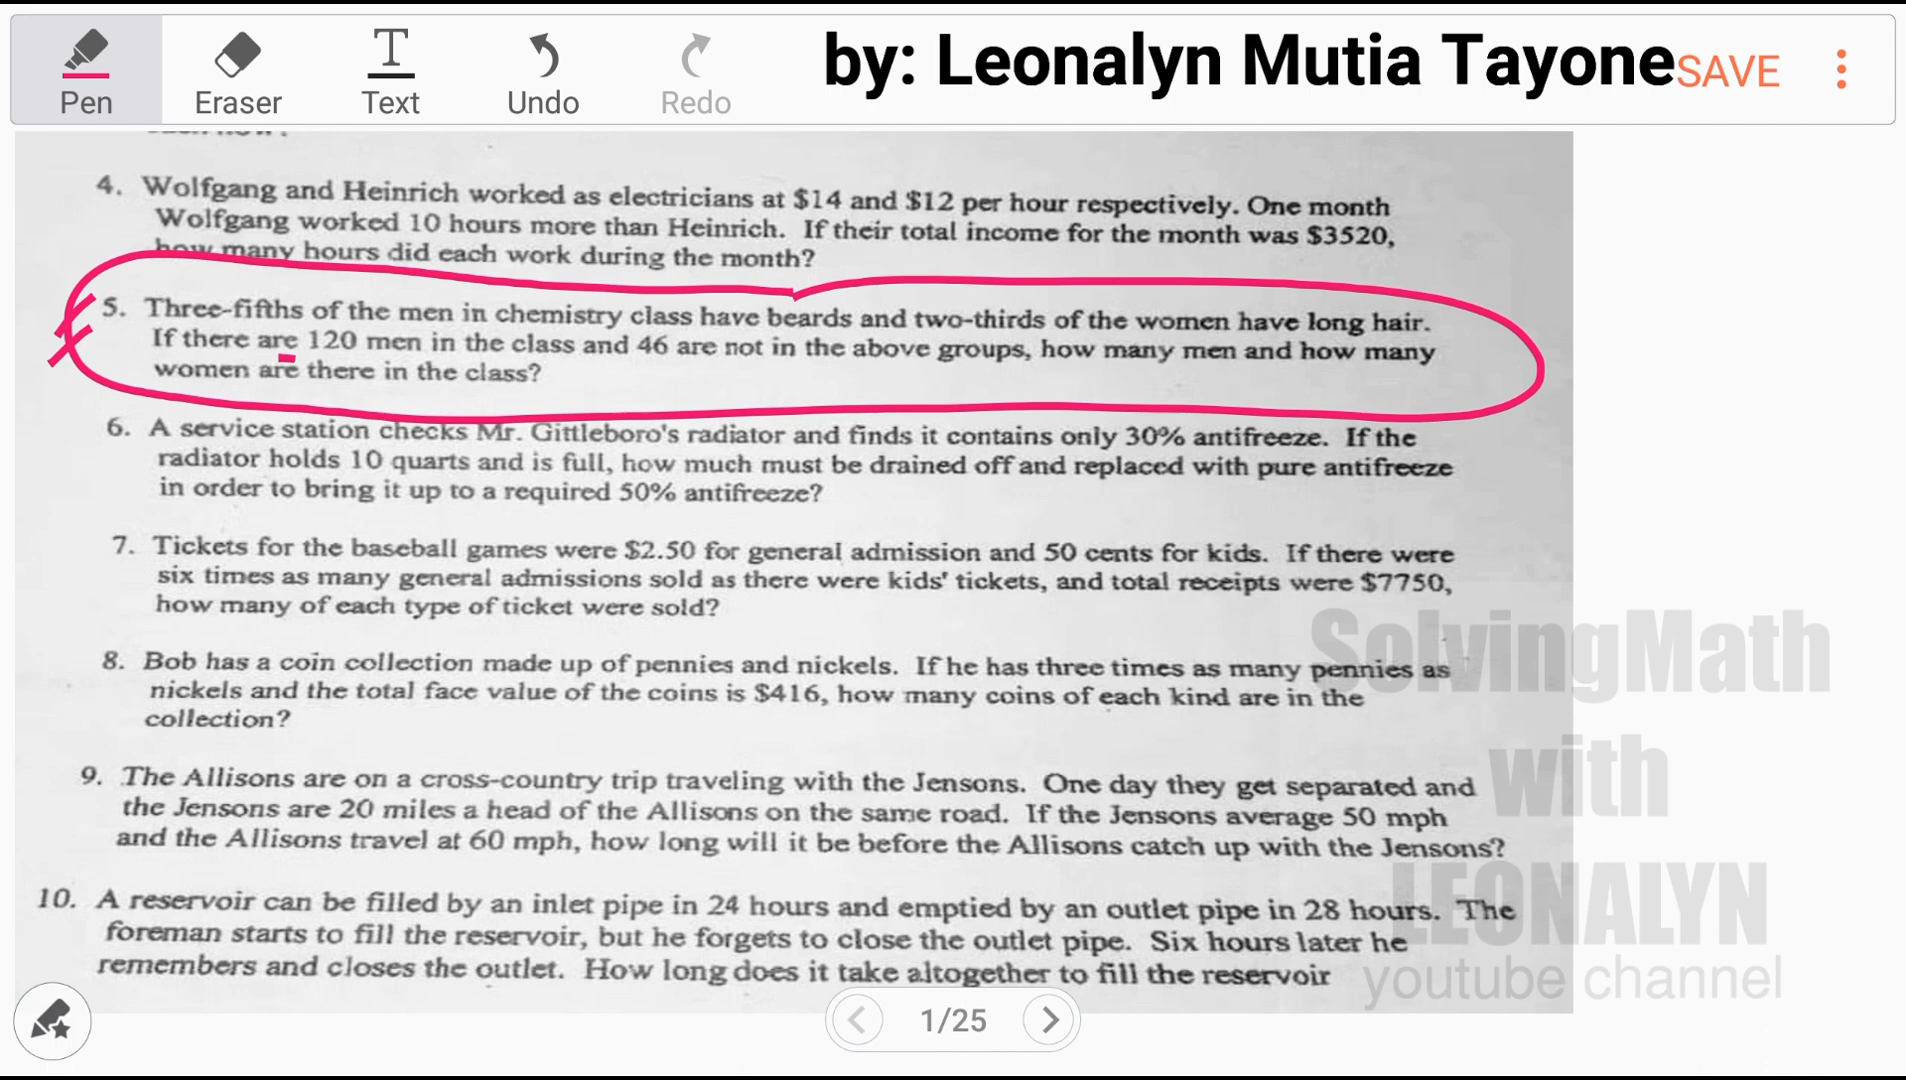 by: Leonalyn Mutia Tayone
SAVE
Pen
Eraser
Text
Undo
Redo
4. Wolfgang and Heinrich worked as electricians at $14 and $12 per hour respectively. One month
Wolfgang worked 10 hours more than Heinrich. If their total income for the month was $3520,
how many hours did each work during the month?
5. Three-fifths of the men in chemistry class have beards and two-thirds of the women have long hair.
If there are 120 men in the class and 46 are not in the above groups, how many men and how many
women are there in the class?
6. A service station checks Mr. Gittleboro's radiator and finds it contains only 30% antifreeze. If the
radiator holds 10 quarts and is full, how much must be drained off and replaced with pure antifreeze
in order to bring it up to a required 50% antifreeze?
7. Tickets for the baseball games were $2.50 for general admission and 50 cents for kids. If there were
six times as many general admissions sold as there were kids' tickets, and total receipts were $7750,
how many of each type of ticket were sold?
8. Bob has a coin collection made up of pennies and nickels. If he has three times as many pennies as
nickels and the total face value of the coins is $416, how many coins of each kind are in the
collection?
9. The Allisons are on a cross-country trip traveling with the Jensons. One day they get separated and
the Jensons are 20 miles a head of the Allisons on the same road. If the Jensons average 50 mph
and the Allisons travel at 60 mph, how long will it be before the Allisons catch up with the Jensons?
10. A reservoir can be filled by an inlet pipe in 24 hours and emptied by an outlet pipe in 28 hours. The
foreman starts to fill the reservoir, but he forgets to close the outlet pipe. Six hours later he
remembers and closes the outlet. How long does it take altogether to fill the reservoir
SolvingMath
with
LEONALYN
youtube channel
1/25